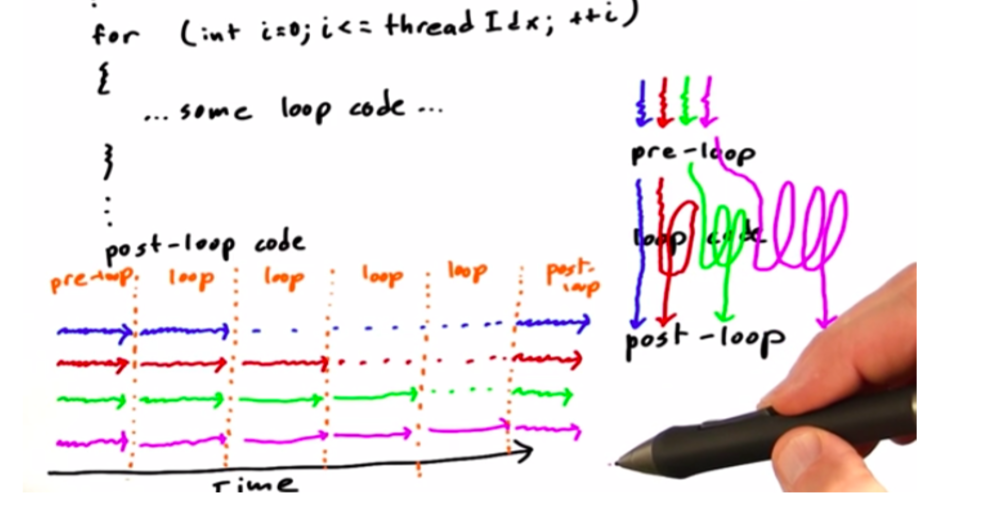 for (int i=0; i<= threadIdx; ++i)
{
... some loop code ...
}
post-loop code
pre-loop loop loop loop loop post-loop
Time
pre-loop
loop code
post-loop